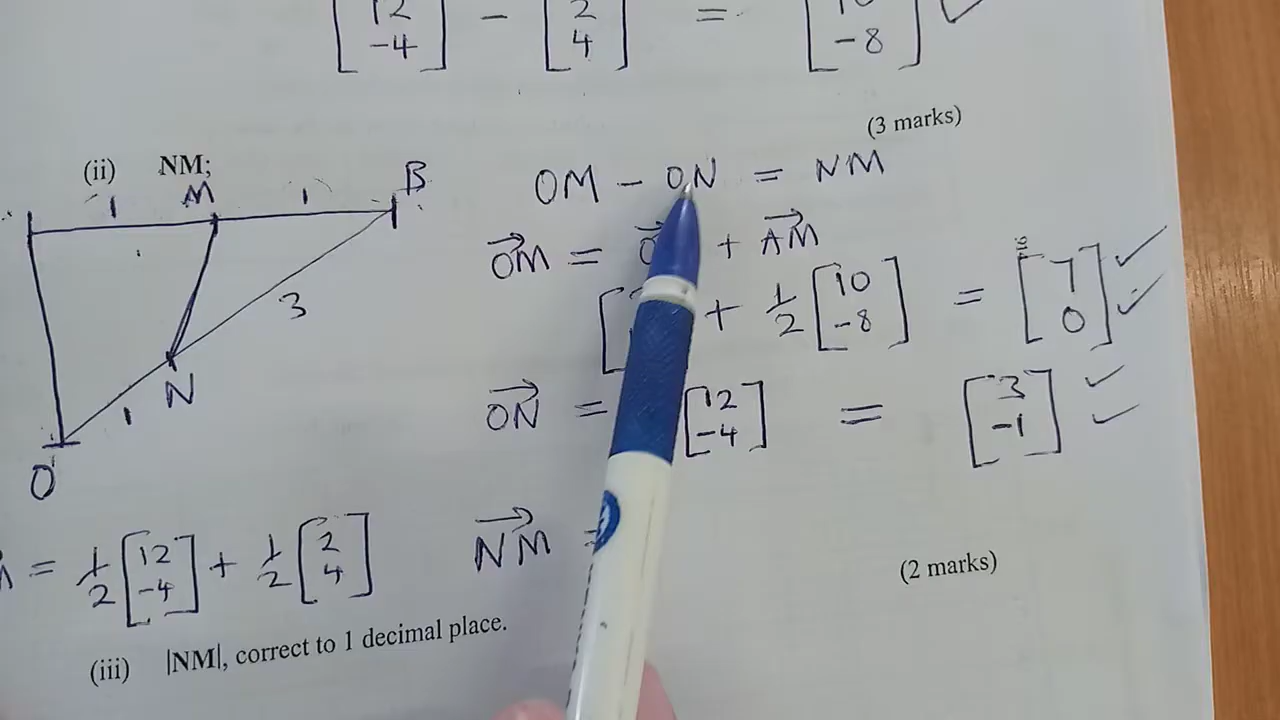 [12 -4] - [2 4] = [10 -8] ✓
(3 marks)
(ii) NM;
M
B
1
1
3
1
N
O
OM - ON = NM
OM = + AM
+ 1/2 [10 -8] = [7 0] ✓ ✓
ON = [12 -4] = [3 -1] ✓ ✓
= 1/2 [12 -4] + 1/2 [2 4]
NM =
(2 marks)
(iii) |NM|, correct to 1 decimal place.